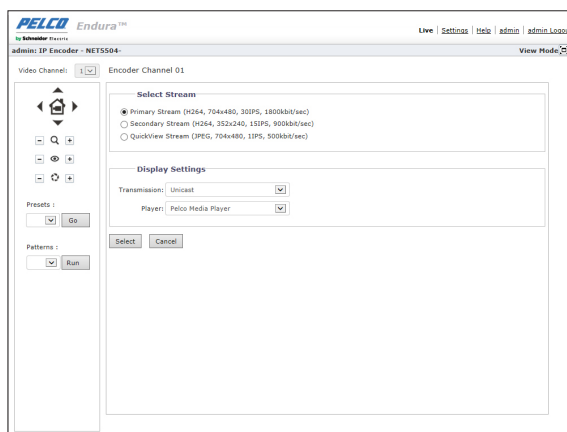 PELCO Endura™
by Schneider Electric
Live | Settings | Help | admin | admin Logout
admin: IP Encoder - NET5504-
View Mode
Video Channel: 1
Encoder Channel 01
Select Stream
Primary Stream (H264, 704x480, 30IPS, 1800kbit/sec)
Secondary Stream (H264, 352x240, 15IPS, 900kbit/sec)
QuickView Stream (JPEG, 704x480, 1IPS, 500kbit/sec)
Display Settings
Transmission: Unicast
Player: Pelco Media Player
Select Cancel
Presets :
Go
Patterns :
Run